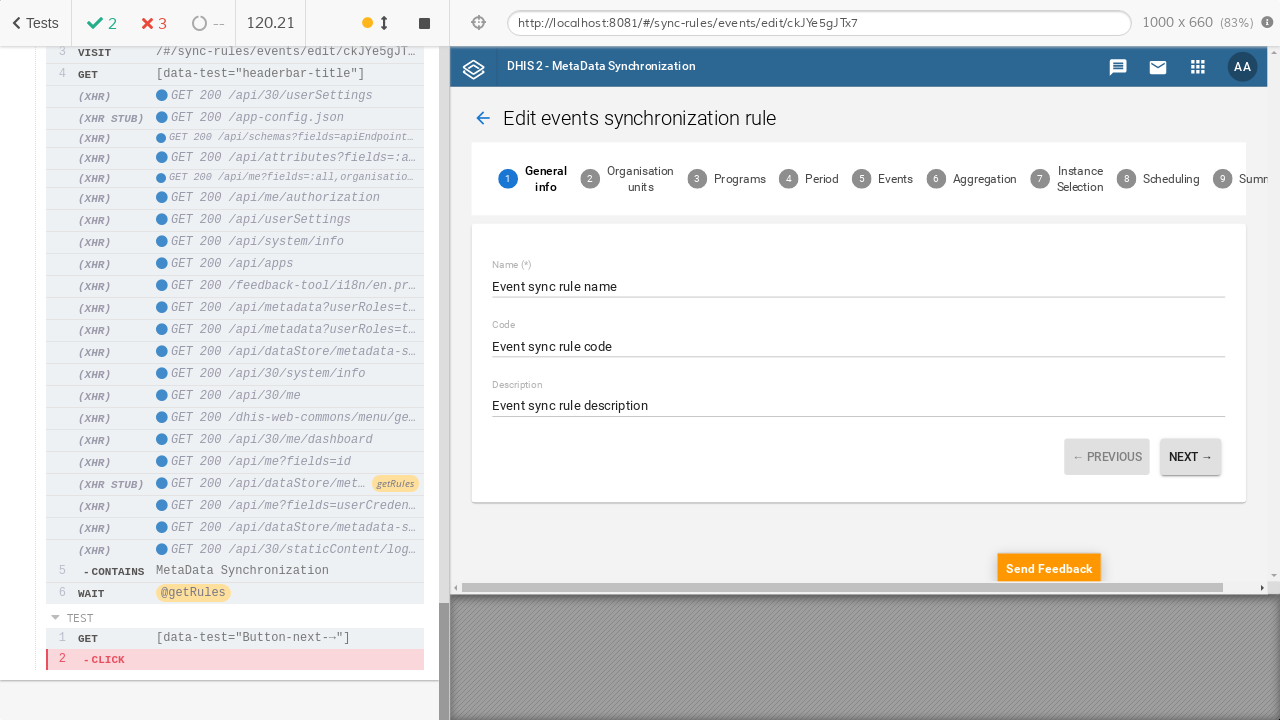 Tests
2
3
--
120.21
http://localhost:8081/#/sync-rules/events/edit/ckJYe5gJTx7
1000 x 660 (83%)
3 VISIT /#/sync-rules/events/edit/ckJYe5gJT…
4 GET [data-test="headerbar-title"]
(XHR) GET 200 /api/30/userSettings
(XHR STUB) GET 200 /app-config.json
(XHR) GET 200 /api/schemas?fields=apiEndpoint…
(XHR) GET 200 /api/attributes?fields=:a…
(XHR) GET 200 /api/me?fields=:all,organisatio…
(XHR) GET 200 /api/me/authorization
(XHR) GET 200 /api/userSettings
(XHR) GET 200 /api/system/info
(XHR) GET 200 /api/apps
(XHR) GET 200 /feedback-tool/i18n/en.pr…
(XHR) GET 200 /api/metadata?userRoles=t…
(XHR) GET 200 /api/metadata?userRoles=t…
(XHR) GET 200 /api/dataStore/metadata-s…
(XHR) GET 200 /api/30/system/info
(XHR) GET 200 /api/30/me
(XHR) GET 200 /dhis-web-commons/menu/ge…
(XHR) GET 200 /api/30/me/dashboard
(XHR) GET 200 /api/me?fields=id
(XHR STUB) GET 200 /api/dataStore/met… getRules
(XHR) GET 200 /api/me?fields=userCreden…
(XHR) GET 200 /api/dataStore/metadata-s…
(XHR) GET 200 /api/30/staticContent/log…
5 -CONTAINS MetaData Synchronization
6 WAIT @getRules
TEST
1 GET [data-test="Button-next-→"]
2 -CLICK
DHIS 2 - MetaData Synchronization
AA
Edit events synchronization rule
1 General info
2 Organisation units
3 Programs
4 Period
5 Events
6 Aggregation
7 Instance Selection
8 Scheduling
9 Summ
Name (*)
Event sync rule name
Code
Event sync rule code
Description
Event sync rule description
← PREVIOUS
NEXT →
Send Feedback